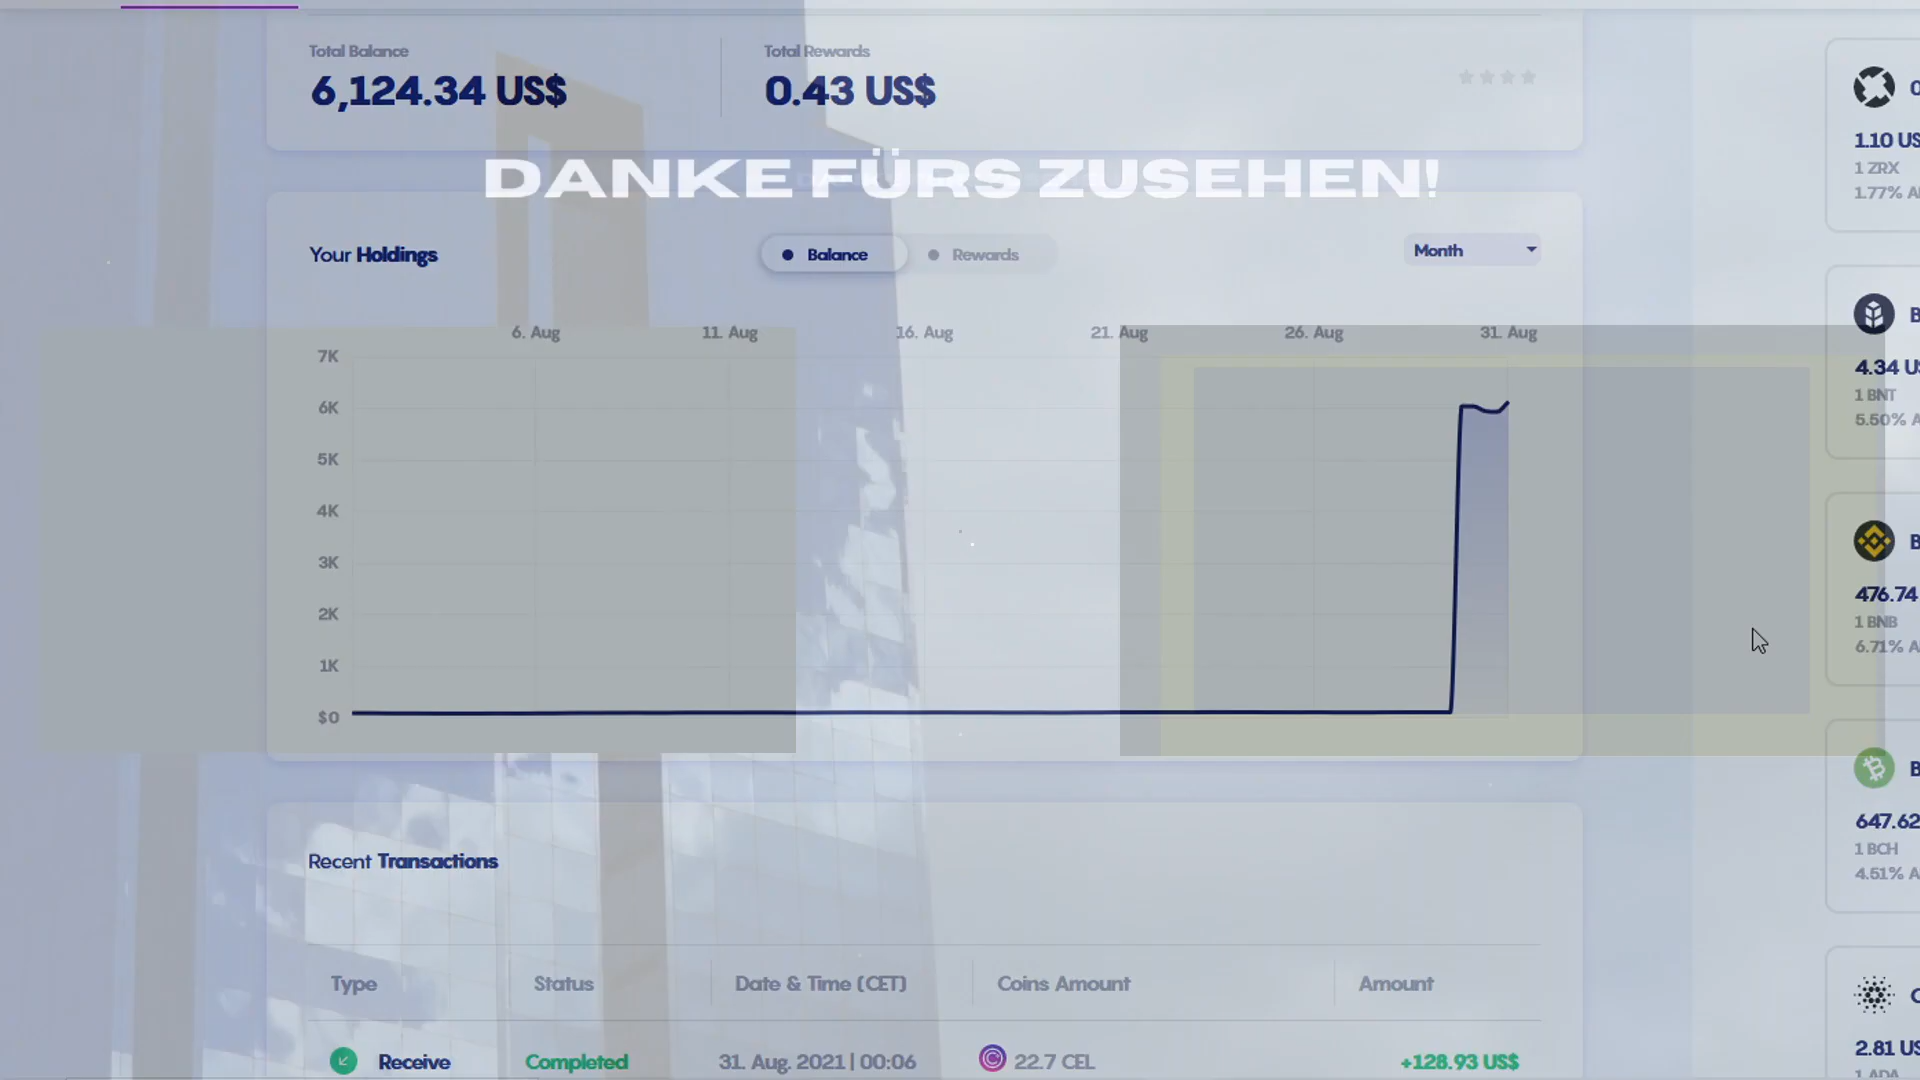 Total Balance
Total Rewards
6,124.34 US$
0.43 US$
DANKE FÜRS ZUSEHEN!
Your Holdings
Balance
Rewards
Month
6. Aug
11. Aug
16. Aug
21. Aug
26. Aug
31. Aug
7K
6K
5K
4K
3K
2K
1K
$0
Recent Transactions
Type
Status
Date & Time (CET)
Coins Amount
Amount
Receive
Completed
31. Aug. 2021 | 00:06
22.7 CEL
+128.93 US$
1.10 US
1 ZRX
1.77%
4.34
1 BNT
5.50%
476.74
1 BNB
6.71%
647.62
1 BCH
4.51%
2.81 US
1 ADA